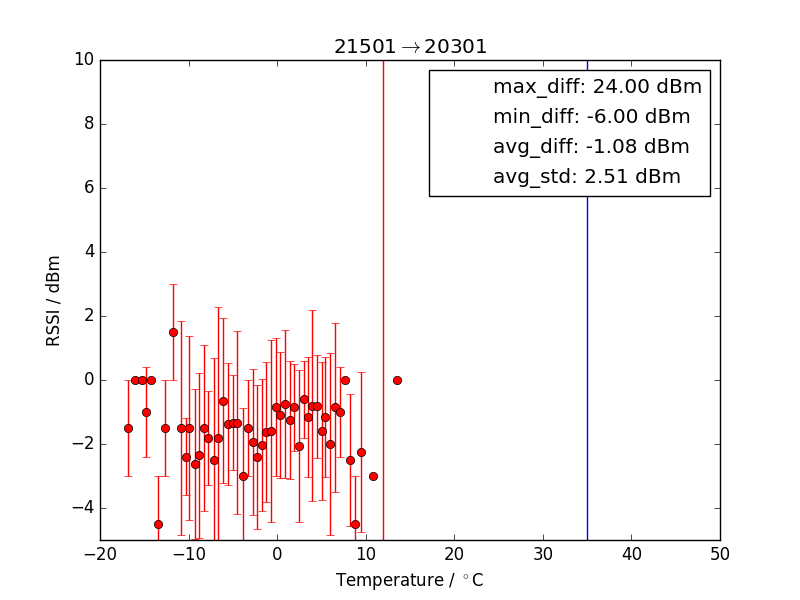 21501→20301
max_diff: 24.00 dBm
min_diff: -6.00 dBm
avg_diff: -1.08 dBm
avg_std: 2.51 dBm
RSSI / dBm
10
8
6
4
2
0
−2
−4
−20 −10 0 10 20 30 40 50
Temperature / °C